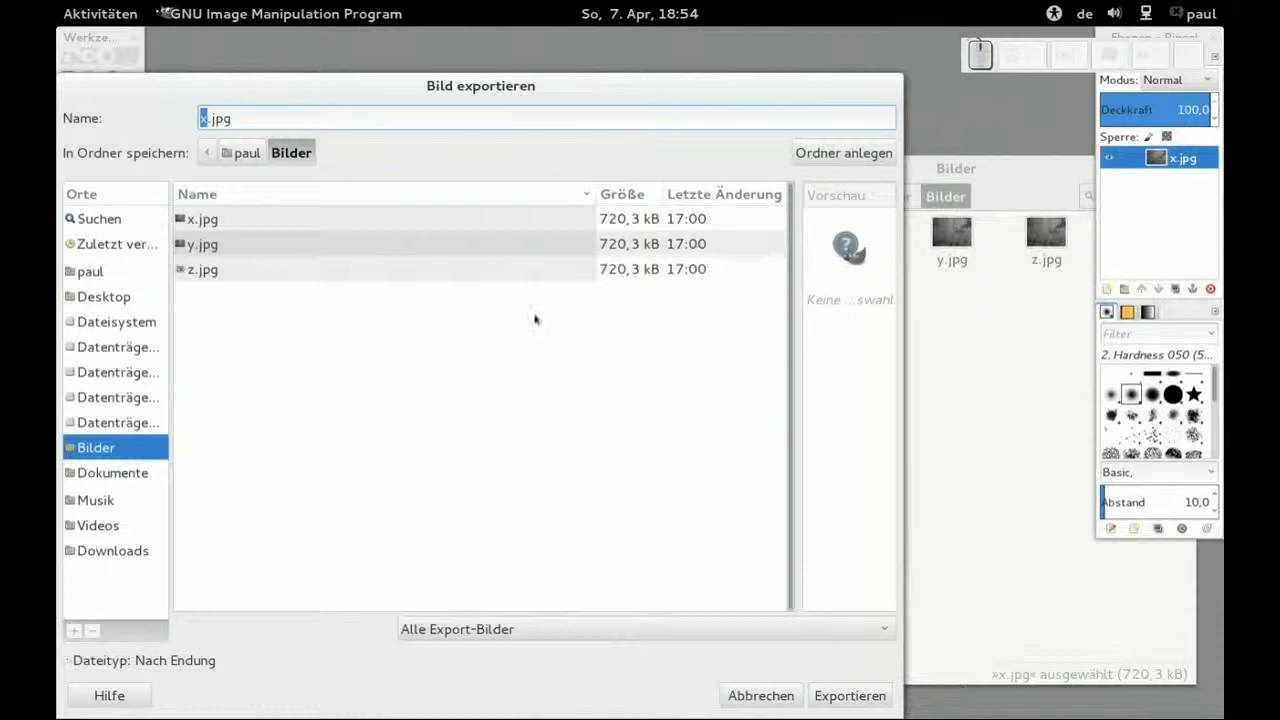 Aktivitäten GNU Image Manipulation Program So, 7. Apr, 18:54 de paul
Werkze...
Bild exportieren
Name: x.jpg
In Ordner speichern: paul Bilder Ordner anlegen
Orte
Suchen
Zuletzt ver...
paul
Desktop
Dateisystem
Datenträge...
Datenträge...
Datenträge...
Datenträge...
Bilder
Dokumente
Musik
Videos
Downloads
Name Größe Letzte Änderung
x.jpg 720,3 kB 17:00
y.jpg 720,3 kB 17:00
z.jpg 720,3 kB 17:00
Vorschau
Keine ...swahl
Alle Export-Bilder
Dateityp: Nach Endung
Hilfe Abbrechen Exportieren
Bilder
Bilder
y.jpg z.jpg
»x.jpg« ausgewählt (720,3 kB)
Modus: Normal
Deckkraft 100,0
Sperre:
x.jpg
Filter
2. Hardness 050 (5...
Basic,
Abstand 10,0